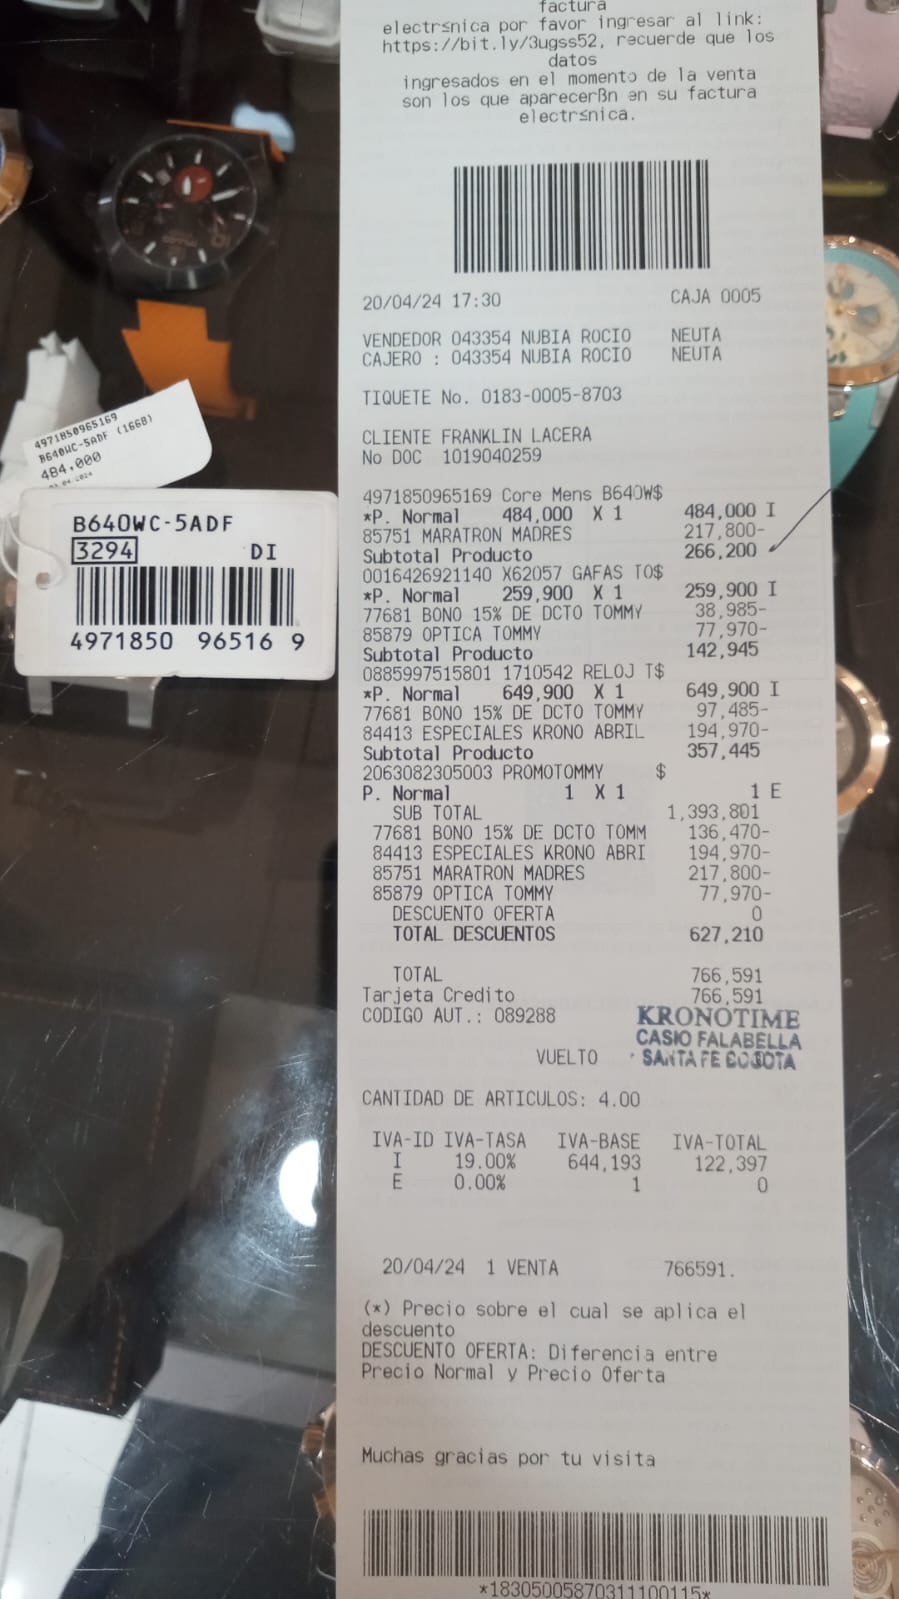 factura
electr≤nica por favor ingresar al link:
https://bit.ly/3ugss52, recuerde que los
datos
ingresados en el momento de la venta
son los que aparecerßn en su factura
electr≤nica.
20/04/24 17:30 CAJA 0005
VENDEDOR 043354 NUBIA ROCIO NEUTA
CAJERO : 043354 NUBIA ROCIO NEUTA
TIQUETE No. 0183-0005-8703
CLIENTE FRANKLIN LACERA
No DOC 1019040259
4971850965169 Core Mens B640W$
*P. Normal 484,000 X 1 484,000 I
85751 MARATRON MADRES 217,800-
Subtotal Producto 266,200
0016426921140 X62057 GAFAS TO$
*P. Normal 259,900 X 1 259,900 I
77681 BONO 15% DE DCTO TOMMY 38,985-
85879 OPTICA TOMMY 77,970-
Subtotal Producto 142,945
0885997515801 1710542 RELOJ T$
*P. Normal 649,900 X 1 649,900 I
77681 BONO 15% DE DCTO TOMMY 97,485-
84413 ESPECIALES KRONO ABRIL 194,970-
Subtotal Producto 357,445
2063082305003 PROMOTOMMY $
P. Normal 1 X 1 1 E
SUB TOTAL 1,393,801
77681 BONO 15% DE DCTO TOMM 136,470-
84413 ESPECIALES KRONO ABRI 194,970-
85751 MARATRON MADRES 217,800-
85879 OPTICA TOMMY 77,970-
DESCUENTO OFERTA 0
TOTAL DESCUENTOS 627,210
TOTAL 766,591
Tarjeta Credito 766,591
CODIGO AUT.: 089288
KRONOTIME
CASIO FALABELLA
SANTA FE BOGOTA
VUELTO
CANTIDAD DE ARTICULOS: 4.00
IVA-ID IVA-TASA IVA-BASE IVA-TOTAL
I 19.00% 644,193 122,397
E 0.00% 1 0
20/04/24 1 VENTA 766591.
(*) Precio sobre el cual se aplica el
descuento
DESCUENTO OFERTA: Diferencia entre
Precio Normal y Precio Oferta
Muchas gracias por tu visita
*18305005870311100115*
4971850965169
B640WC-5ADF (1668)
484,000
B640WC-5ADF
3294 DI
4971850 96516 9